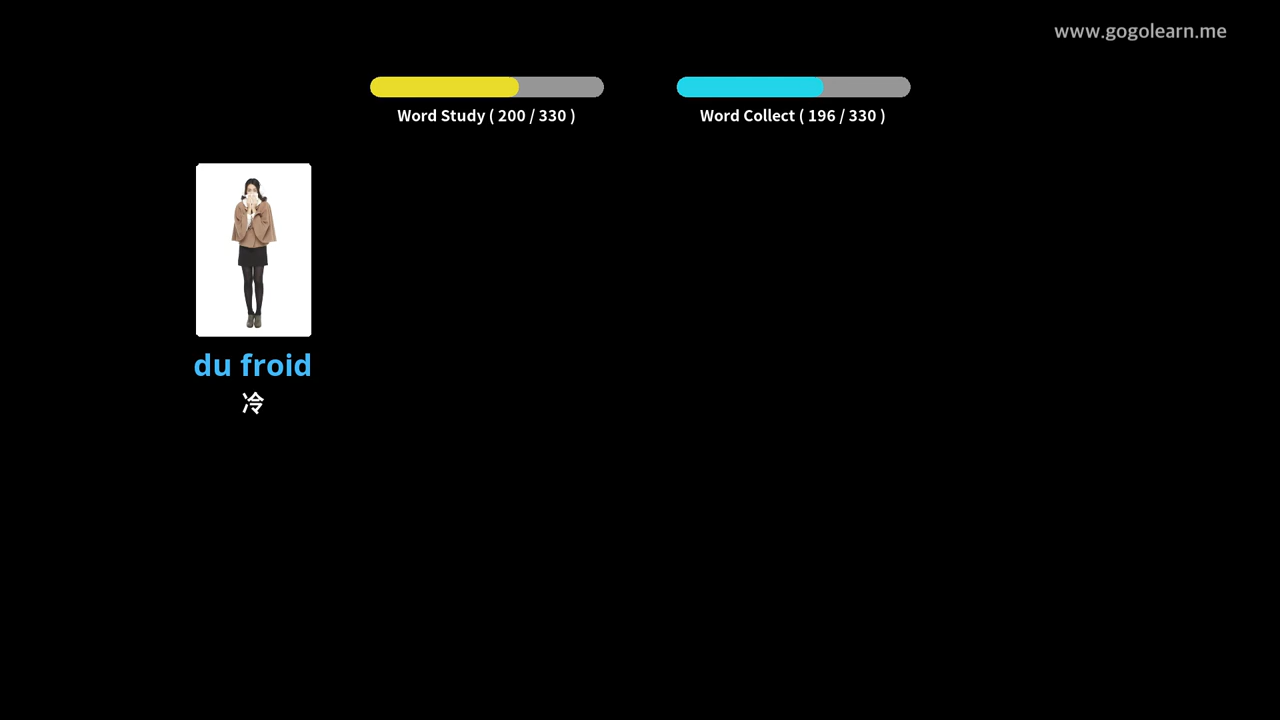 www.gogolearn.me
Word Study ( 200 / 330 )
Word Collect ( 196 / 330 )
du froid
冷